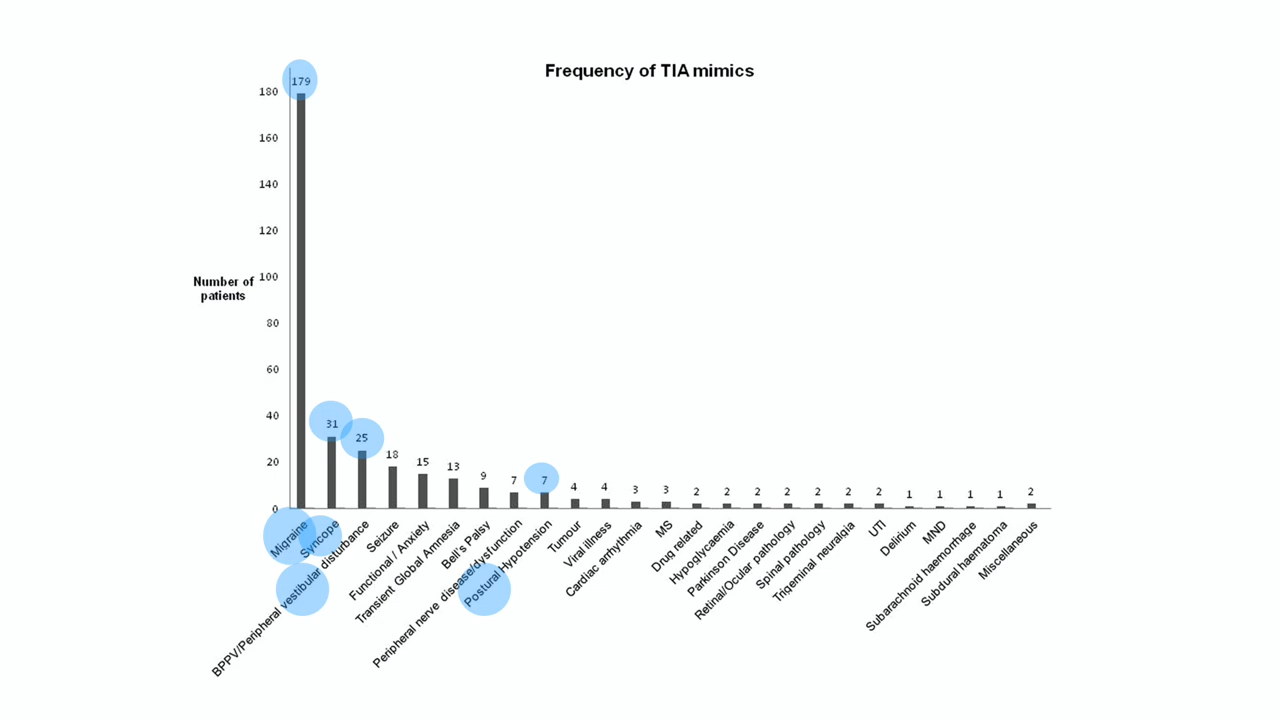 Frequency of TIA mimics
Number of
patients
180
160
140
120
100
80
60
40
20
0
179
31
25
18
15
13
9
7
7
4
4
3
3
2
2
2
2
2
2
2
1
1
1
1
2
Migraine
Syncope
BPPV/Peripheral vestibular disturbance
Seizure
Functional / Anxiety
Transient Global Amnesia
Bell's Palsy
Peripheral nerve disease/dysfunction
Postural Hypotension
Tumour
Viral illness
Cardiac arrhythmia
MS
Drug related
Hypoglycaemia
Parkinson Disease
Retinal/Ocular pathology
Spinal pathology
Trigeminal neuralgia
UTI
Delirium
MND
Subarachnoid haemorrhage
Subdural haematoma
Miscellaneous